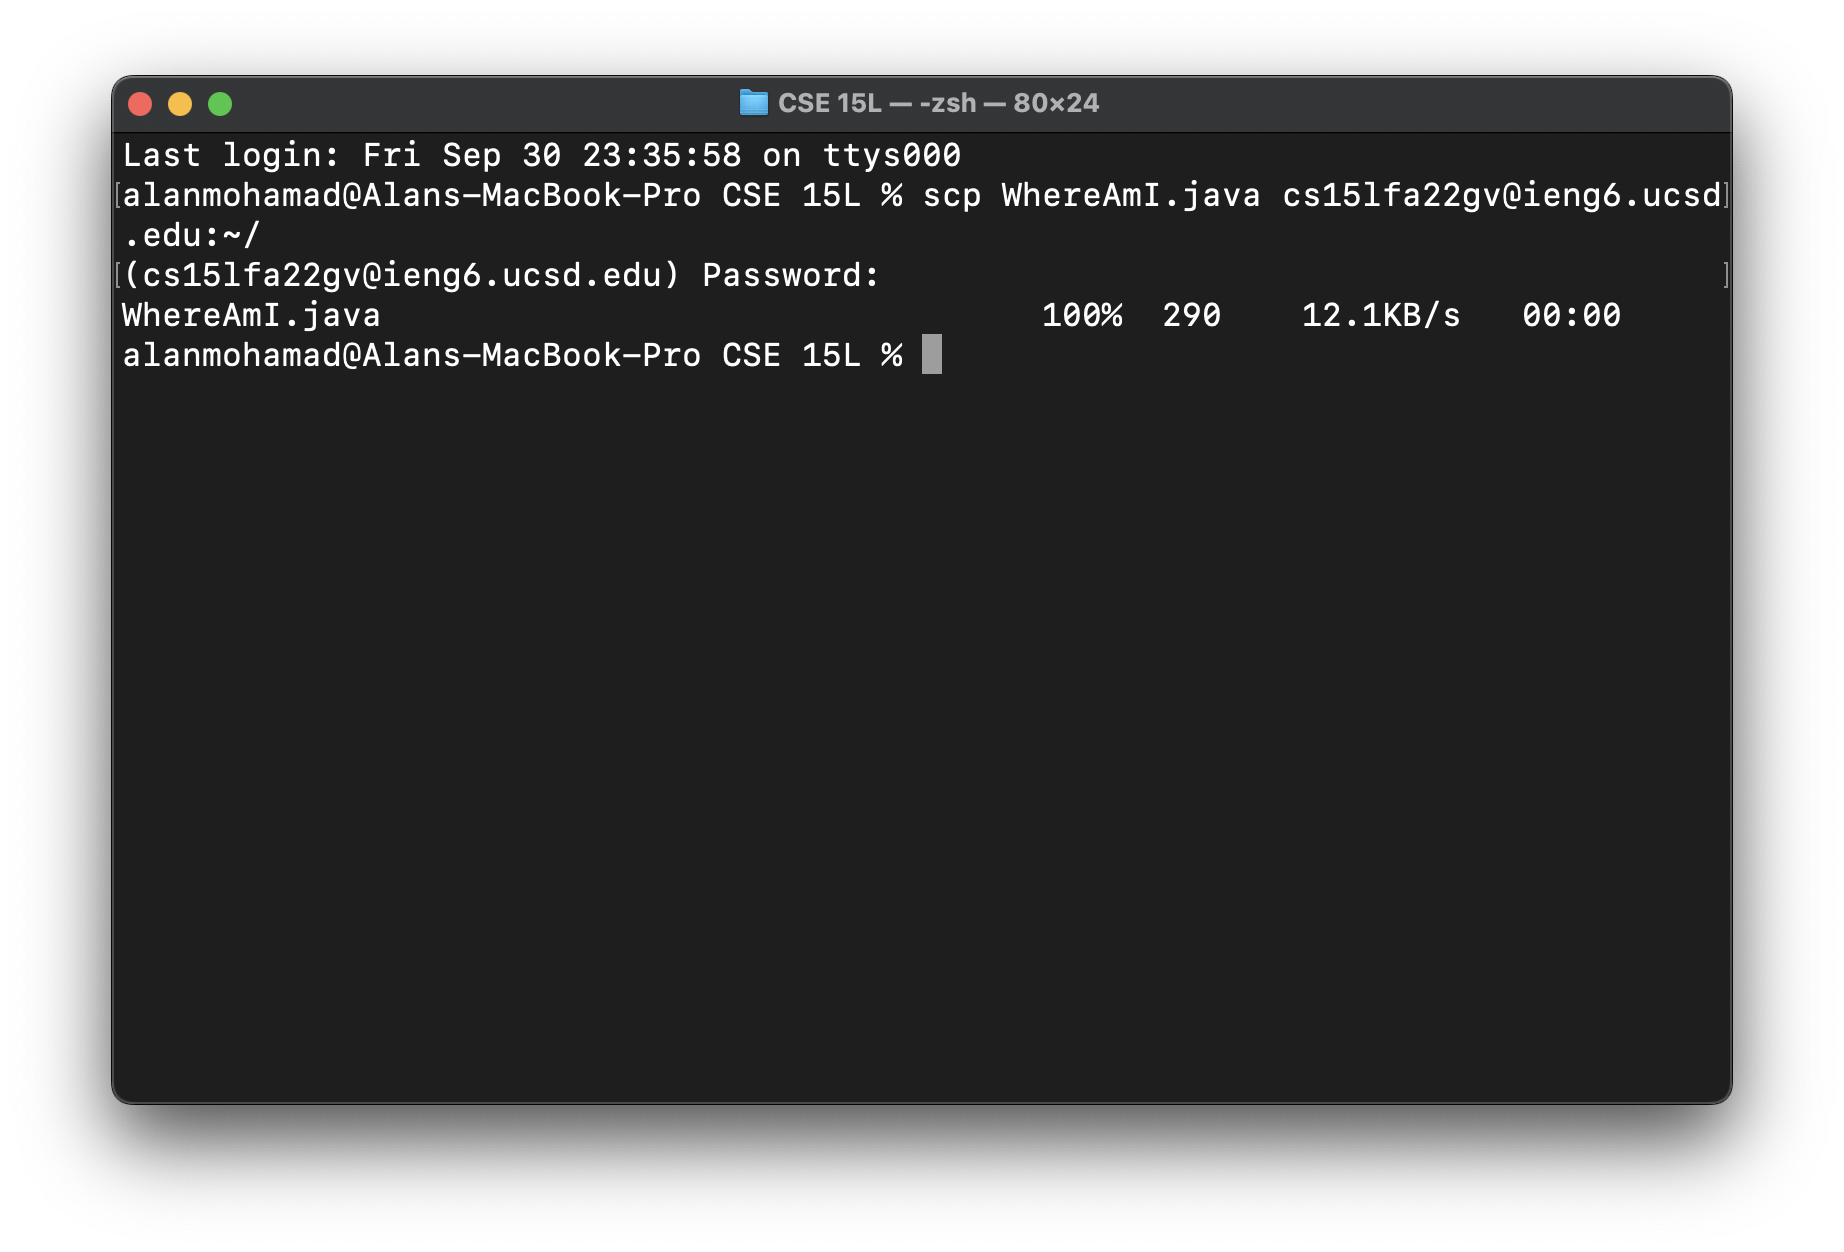 CSE 15L — -zsh — 80×24
Last login: Fri Sep 30 23:35:58 on ttys000
[alanmohamad@Alans-MacBook-Pro CSE 15L % scp WhereAmI.java cs15lfa22gv@ieng6.ucsd]
.edu:~/
[(cs15lfa22gv@ieng6.ucsd.edu) Password: ]
WhereAmI.java 100% 290 12.1KB/s 00:00
alanmohamad@Alans-MacBook-Pro CSE 15L %